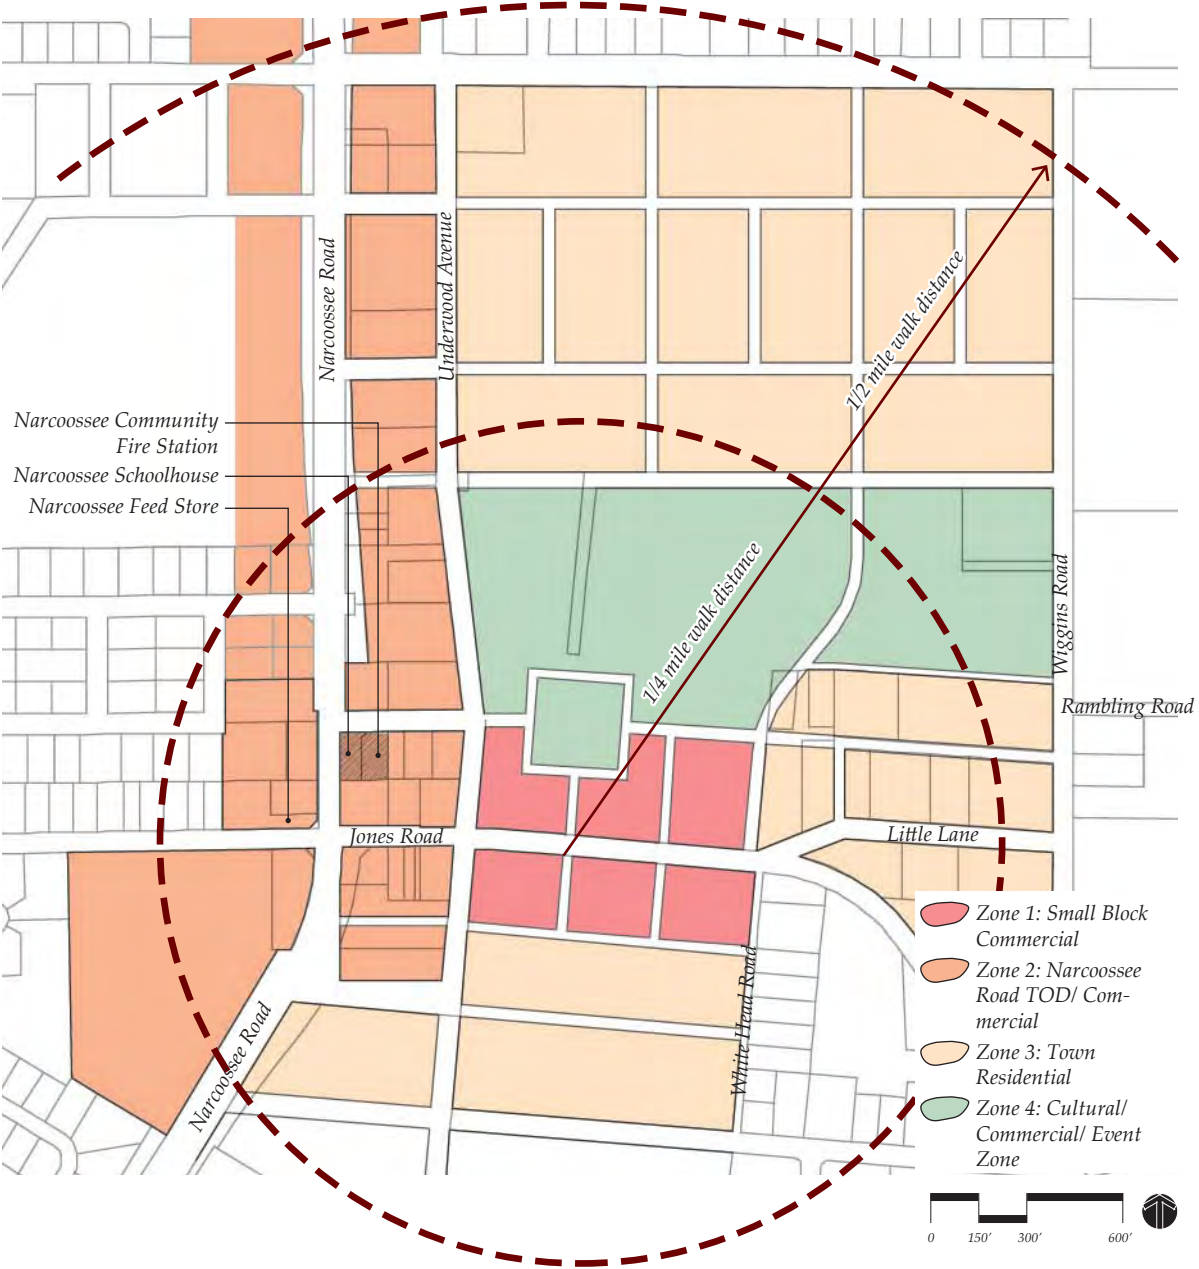 Narcoossee Road
Underwood Avenue
1/2 mile walk distance
Narcoossee Community
Fire Station
Narcoossee Schoolhouse
Narcoossee Feed Store
1/4 mile walk distance
Wiggins Road
Rambling Road
Jones Road
Little Lane
White Head Road
Narcoossee Road
Zone 1: Small Block
Commercial
Zone 2: Narcoossee
Road TOD/ Com-
mercial
Zone 3: Town
Residential
Zone 4: Cultural/
Commercial/ Event
Zone
0 150' 300' 600'